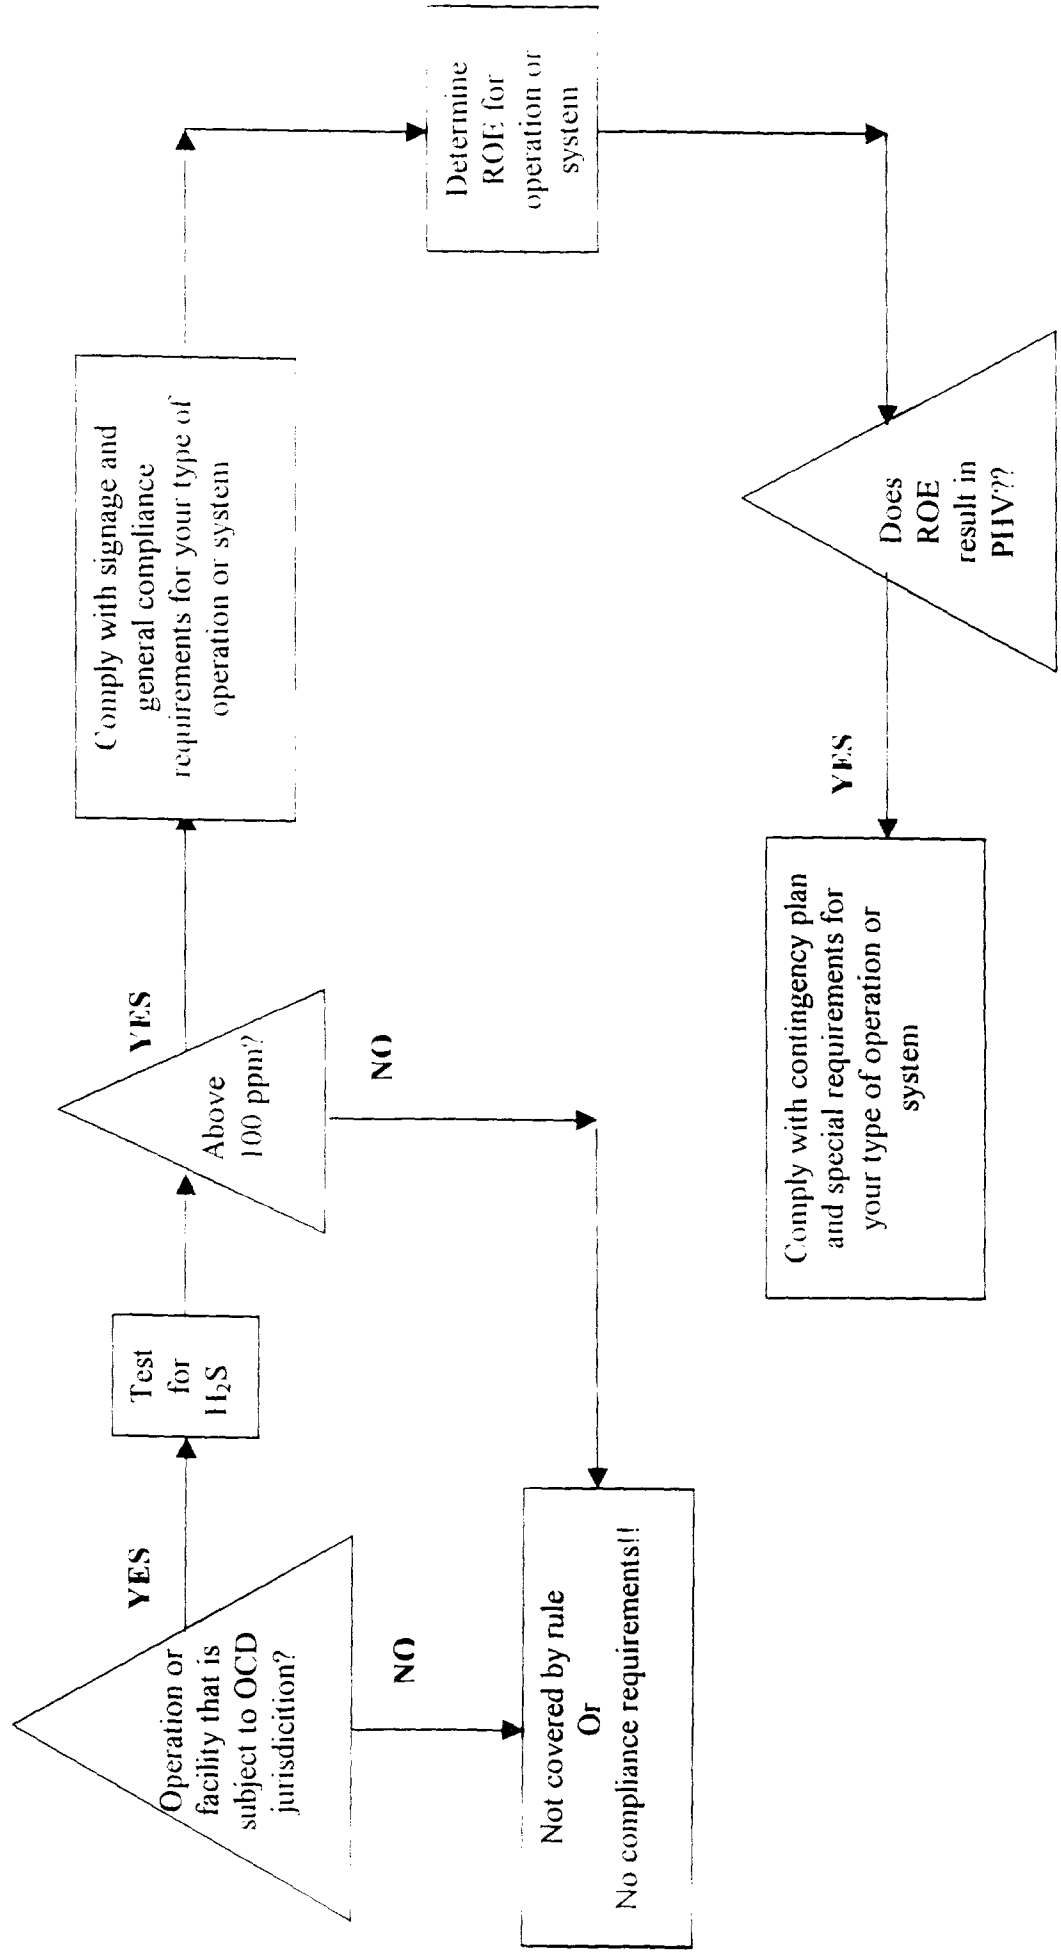 Operation or
facility that is
subject to OCD
jurisdicition?
YES
NO
Test
for
H₂S
Above
100 ppm?
YES
NO
Not covered by rule
Or
No compliance requirements!!
Comply with signage and
general compliance
requirements for your type of
operation or system
Determine
ROE for
operation or
system
Does
ROE
result in
PHV??
YES
Comply with contingency plan
and special requirements for
your type of operation or
system